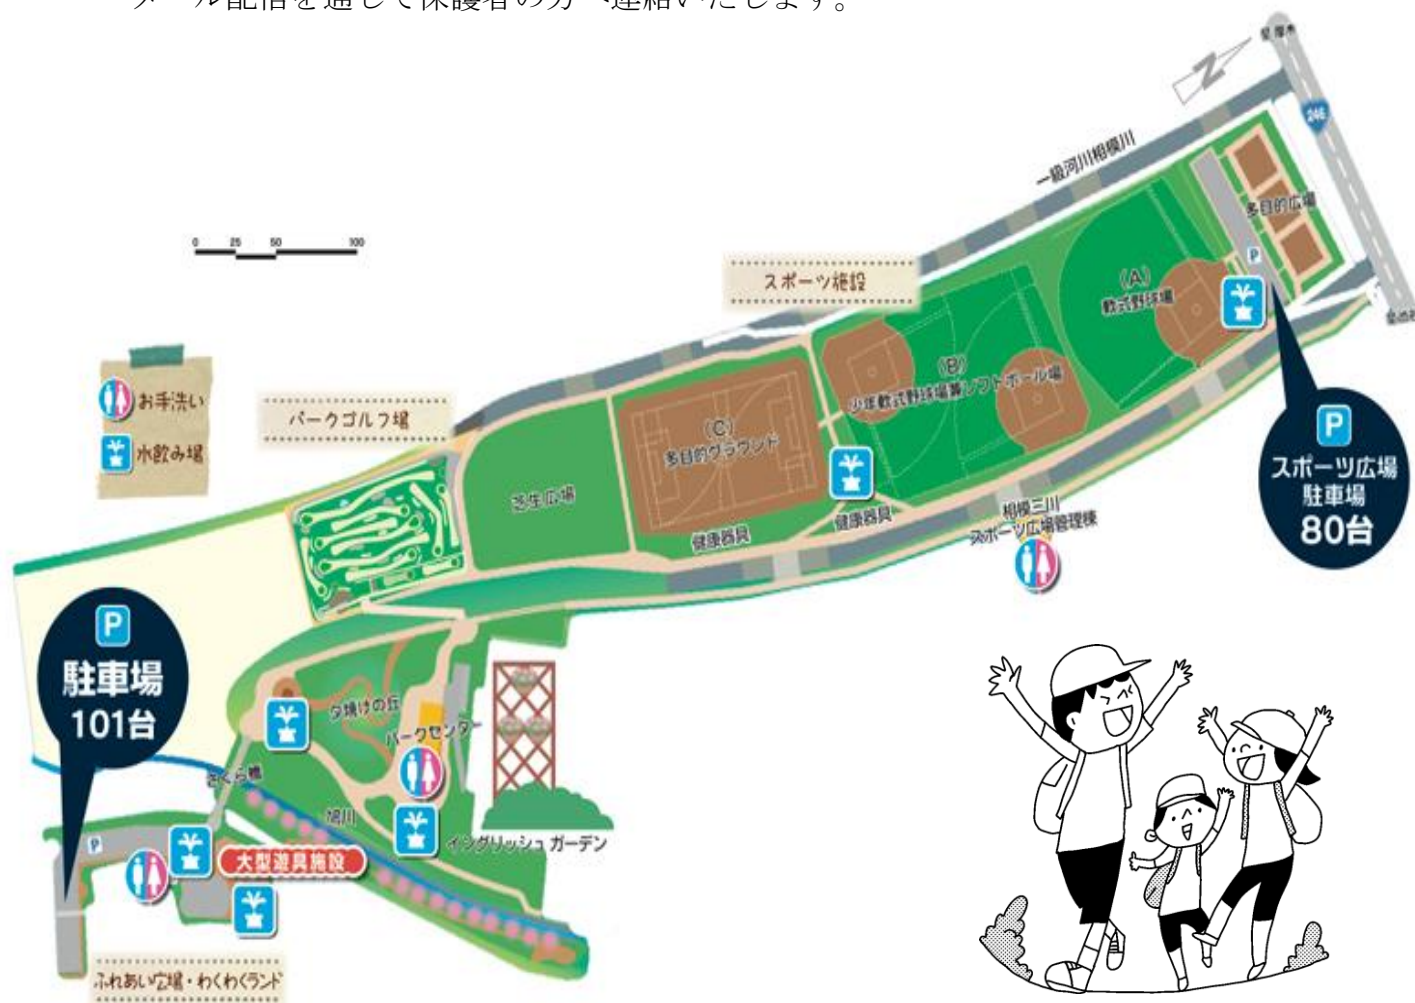 メール配信を通じて保護者の方へ連絡いたします。
N
至 厚木
246
一級河川相模川
多目的広場
P
0 25 50 100
スポーツ施設
(A)
軟式野球場
(B)
少年軟式野球場兼ソフトボール場
お手洗い
水飲み場
パークゴルフ場
(C)
多目的グラウンド
芝生広場
健康器具
健康器具
相模三川
スポーツ広場管理棟
P
スポーツ広場
駐車場
80台
P
駐車場
101台
夕焼けの丘
パークセンター
さくら橋
鳩川
イングリッシュガーデン
P
大型遊具施設
ふれあい広場・わくわくランド